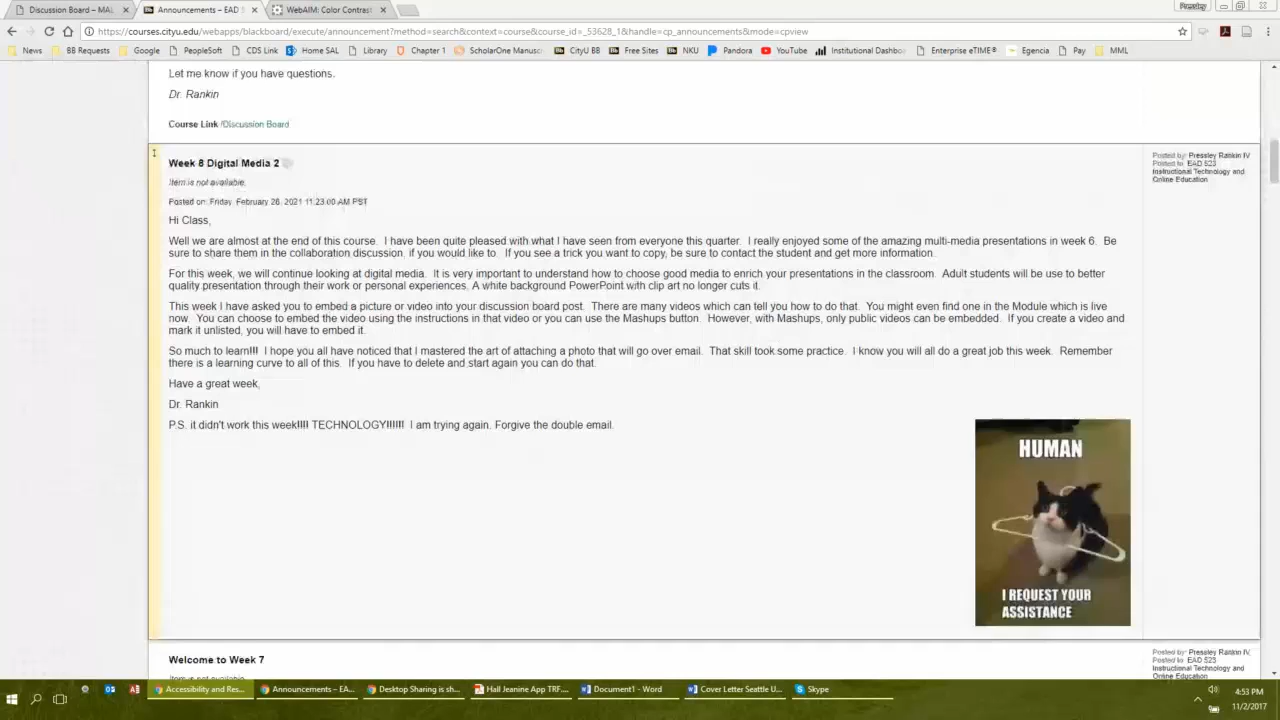 Discussion Board – MAL
Announcements – EAD 5
WebAIM: Color Contrast
Pressley
https://courses.cityu.edu/webapps/blackboard/execute/announcement?method=search&context=course&course_id=_53628_1&handle=cp_announcements&mode=cpview
News BB Requests Google PeopleSoft CDS Link Home SAL Library Chapter 1 ScholarOne Manusc CityU BB Free Sites NKU Pandora YouTube Institutional Dashbo Enterprise eTIME® Egencia Pay MML
Let me know if you have questions.
Dr. Rankin
Course Link /Discussion Board
Week 8 Digital Media 2
Item is not available.
Posted on: Friday, February 26, 2021 11:23:00 AM PST
Posted by: Pressley Rankin IV
Posted to: EAD 523
Instructional Technology and
Online Education
Hi Class,
Well we are almost at the end of this course. I have been quite pleased with what I have seen from everyone this quarter. I really enjoyed some of the amazing multi-media presentations in week 6. Be
sure to share them in the collaboration discussion, if you would like to. If you see a trick you want to copy, be sure to contact the student and get more information.
For this week, we will continue looking at digital media. It is very important to understand how to choose good media to enrich your presentations in the classroom. Adult students will be use to better
quality presentation through their work or personal experiences. A white background PowerPoint with clip art no longer cuts it.
This week I have asked you to embed a picture or video into your discussion board post. There are many videos which can tell you how to do that. You might even find one in the Module which is live
now. You can choose to embed the video using the instructions in that video or you can use the Mashups button. However, with Mashups, only public videos can be embedded. If you create a video and
mark it unlisted, you will have to embed it.
So much to learn!!! I hope you all have noticed that I mastered the art of attaching a photo that will go over email. That skill took some practice. I know you will all do a great job this week. Remember
there is a learning curve to all of this. If you have to delete and start again you can do that.
Have a great week,
Dr. Rankin
P.S. it didn't work this week!!!! TECHNOLOGY!!!!!! I am trying again. Forgive the double email.
HUMAN
I REQUEST YOUR
ASSISTANCE
Welcome to Week 7
Item is not available.
Posted by: Pressley Rankin IV
Posted to: EAD 523
Instructional Technology and
Online Education
Accessibility and Res... Announcements – EA... Desktop Sharing is sh... Hall Jeanine App TRF.... Document1 - Word Cover Letter Seattle U... Skype
4:53 PM
11/2/2017